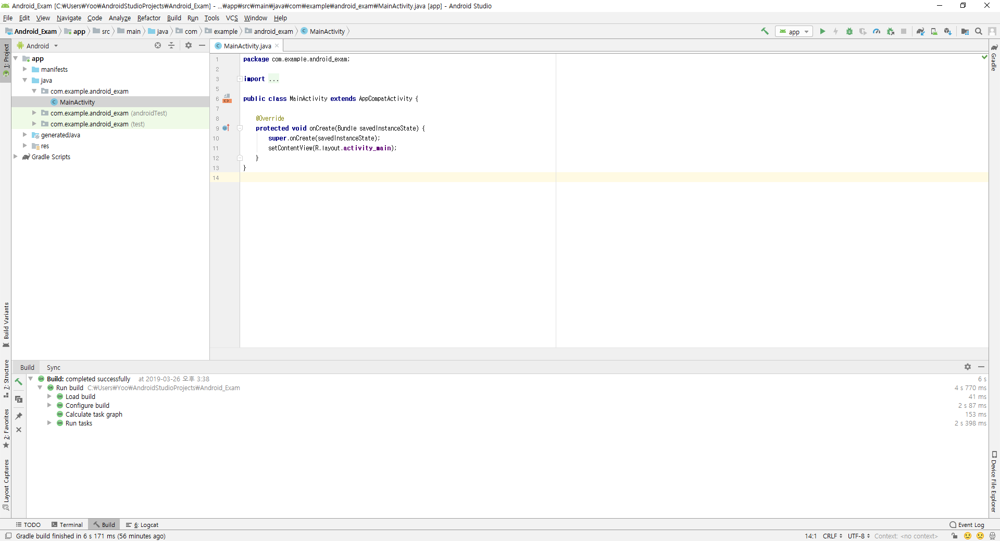 Android_Exam [C:₩Users₩Yoo₩AndroidStudioProjects₩Android_Exam] - ...₩app₩src₩main₩java₩com₩example₩android_exam₩MainActivity.java [app] - Android Studio
File Edit View Navigate Code Analyze Refactor Build Run Tools VCS Window Help
Android_Exam app src main java com example android_exam MainActivity
app
1: Project
Android
MainActivity.java
Gradle
app
manifests
java
com.example.android_exam
MainActivity
com.example.android_exam (androidTest)
com.example.android_exam (test)
generatedJava
res
Gradle Scripts
1 package com.example.android_exam;
2
3 import ...
5
6 public class MainActivity extends AppCompatActivity {
7
8 @Override
9 protected void onCreate(Bundle savedInstanceState) {
10 super.onCreate(savedInstanceState);
11 setContentView(R.layout.activity_main);
12 }
13 }
14
Build Variants
7: Structure
2: Favorites
Layout Captures
Build Sync
Build: completed successfully at 2019-03-26 오후 3:38 6 s
Run build C:₩Users₩Yoo₩AndroidStudioProjects₩Android_Exam 4 s 770 ms
Load build 41 ms
Configure build 2 s 87 ms
Calculate task graph 153 ms
Run tasks 2 s 398 ms
Device File Explorer
TODO Terminal Build 6: Logcat Event Log
Gradle build finished in 6 s 171 ms (56 minutes ago) 14:1 CRLF UTF-8 Context: <no context>